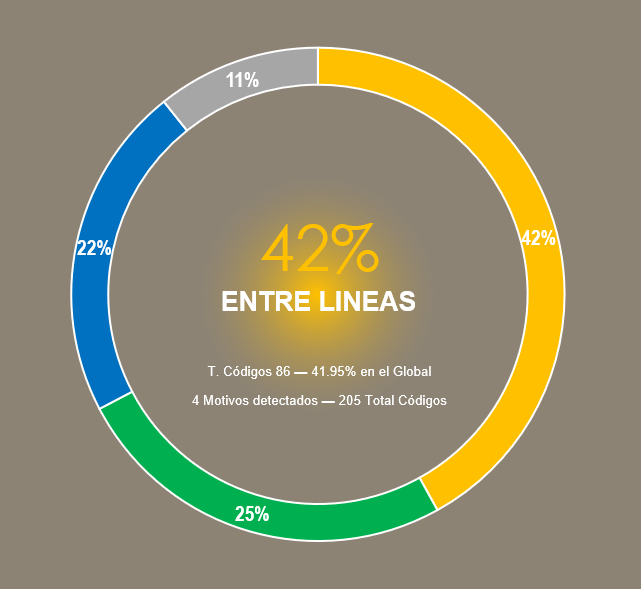 11%
42%
22%
42%
ENTRE LINEAS
T. Códigos 86 — 41.95% en el Global
4 Motivos detectados — 205 Total Códigos
25%